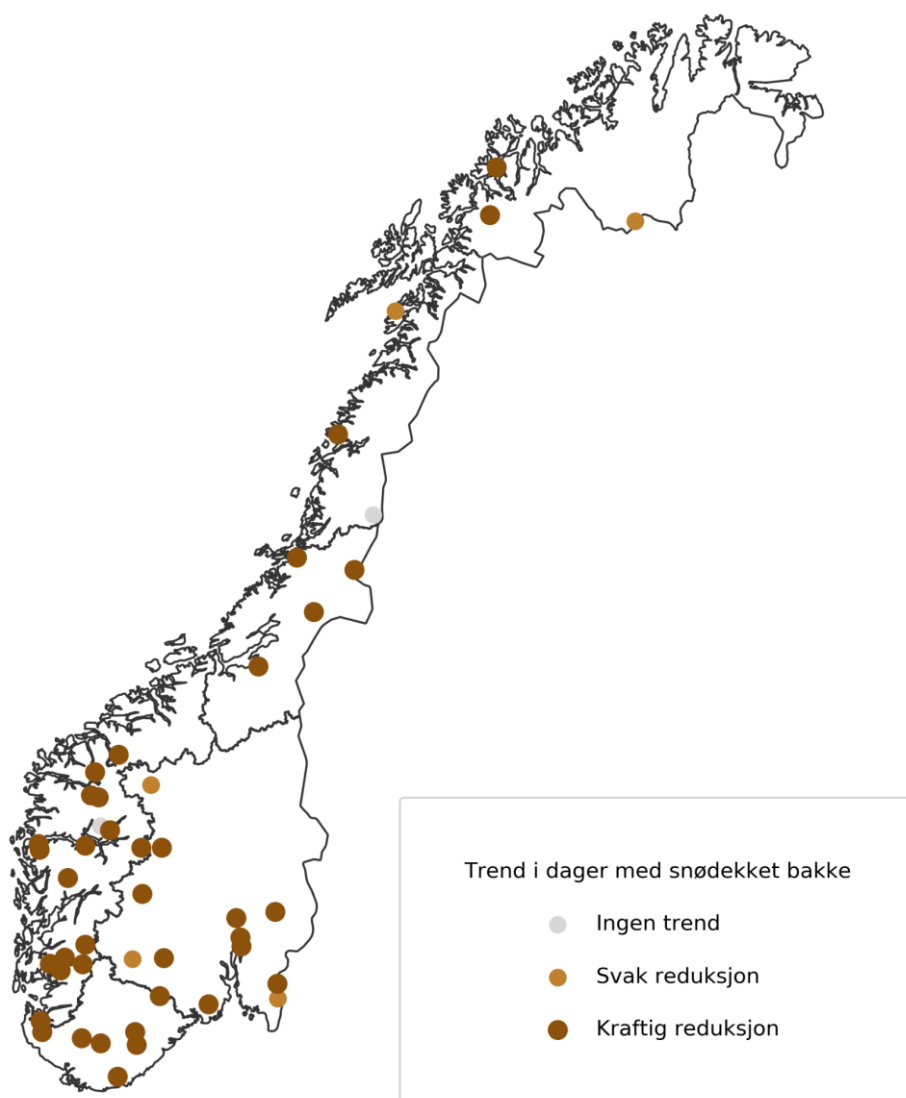 Trend i dager med snødekket bakke
Ingen trend
Svak reduksjon
Kraftig reduksjon